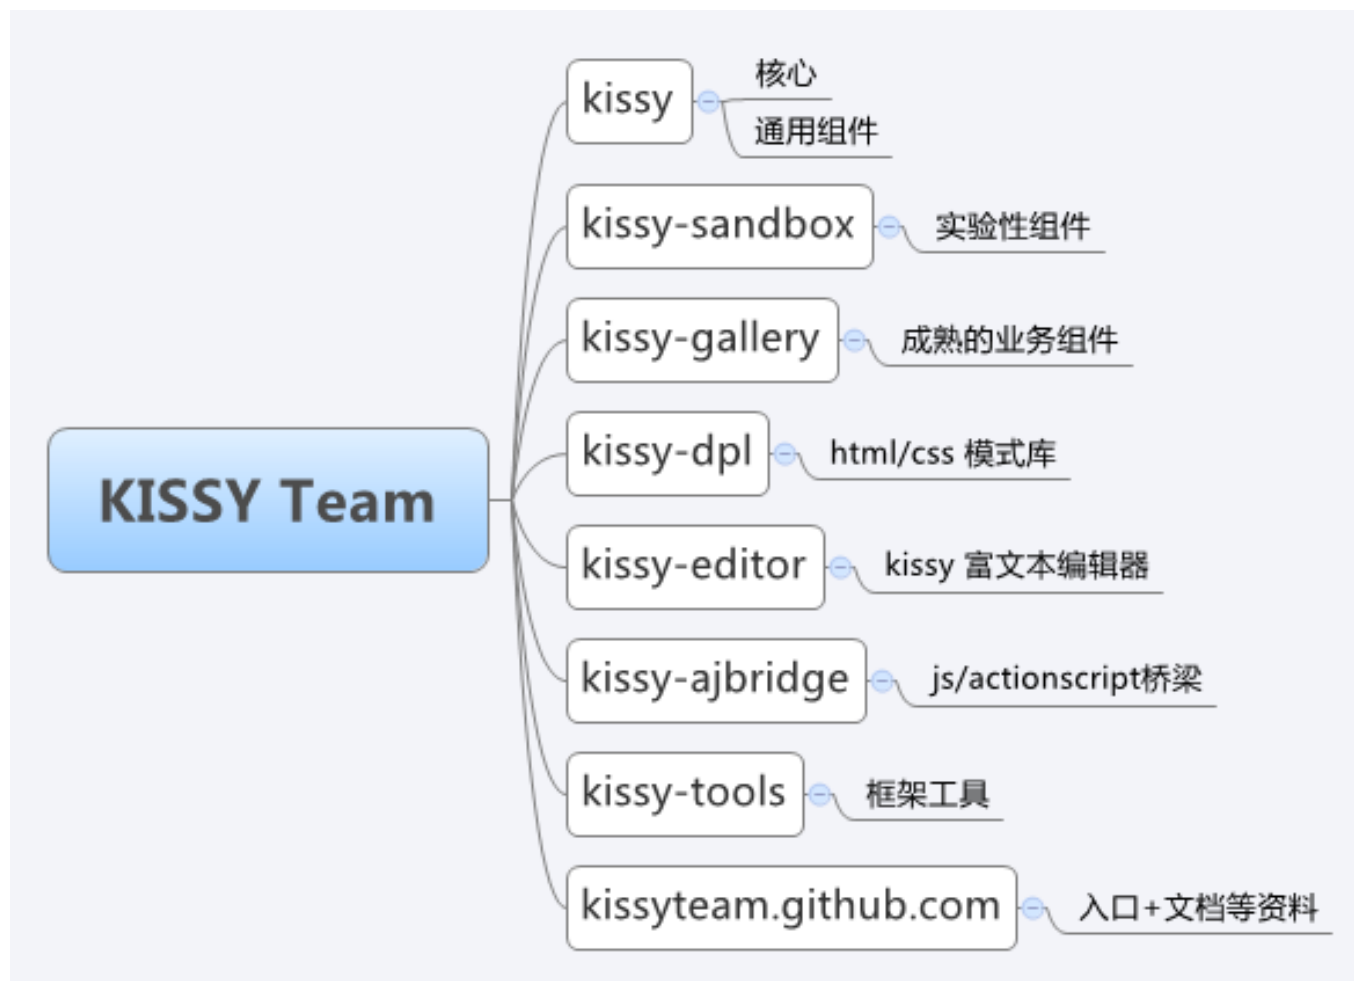 KISSY Team
kissy
核心
通用组件
kissy-sandbox
实验性组件
kissy-gallery
成熟的业务组件
kissy-dpl
html/css 模式库
kissy-editor
kissy 富文本编辑器
kissy-ajbridge
js/actionscript桥梁
kissy-tools
框架工具
kissyteam.github.com
入口+文档等资料